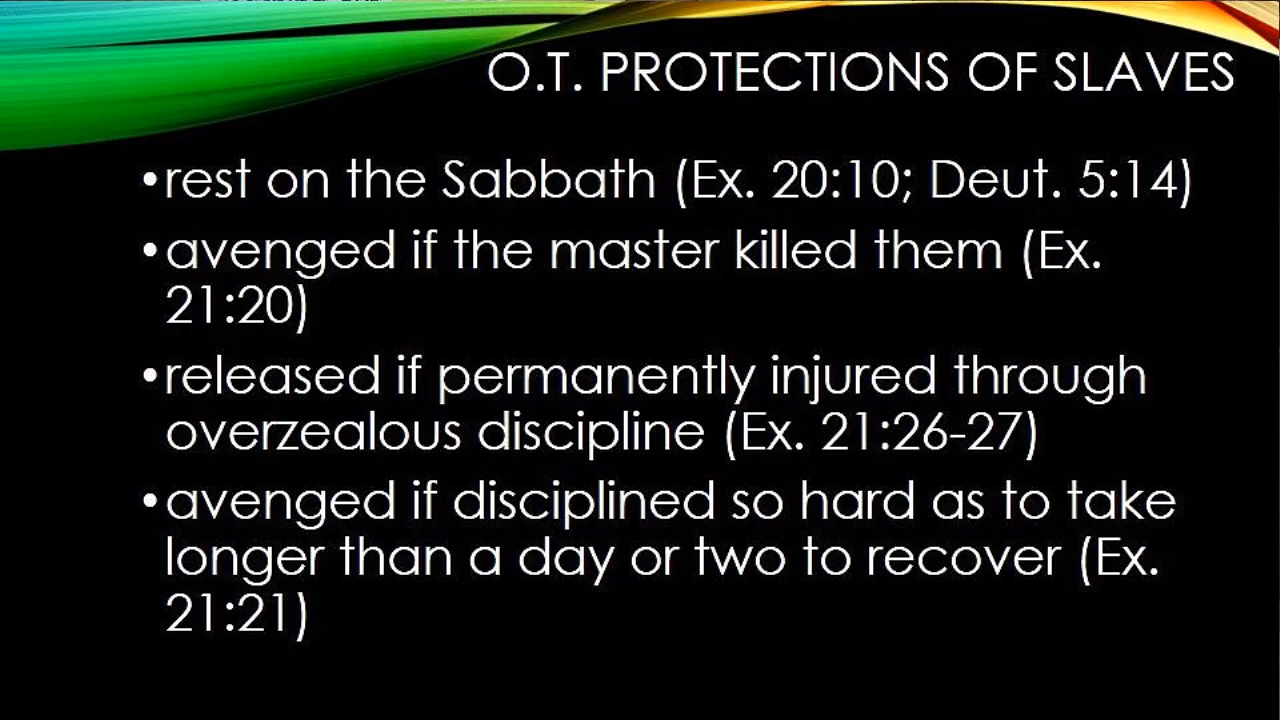 O.T. PROTECTIONS OF SLAVES
•rest on the Sabbath (Ex. 20:10; Deut. 5:14)
•avenged if the master killed them (Ex.
21:20)
•released if permanently injured through
overzealous discipline (Ex. 21:26-27)
•avenged if disciplined so hard as to take
longer than a day or two to recover (Ex.
21:21)